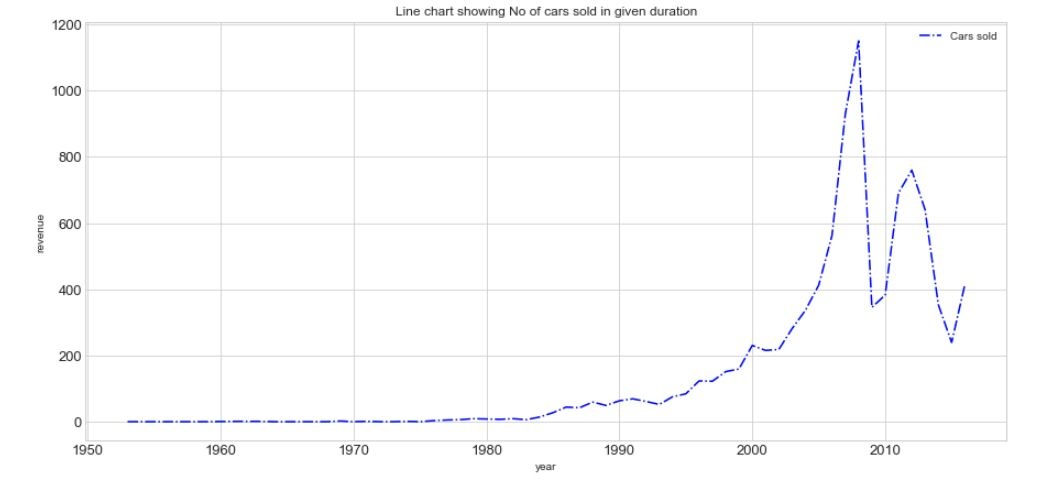 Line chart showing No of cars sold in given duration
Cars sold
1200
1000
800
600
400
200
0
revenue
1950 1960 1970 1980 1990 2000 2010
year